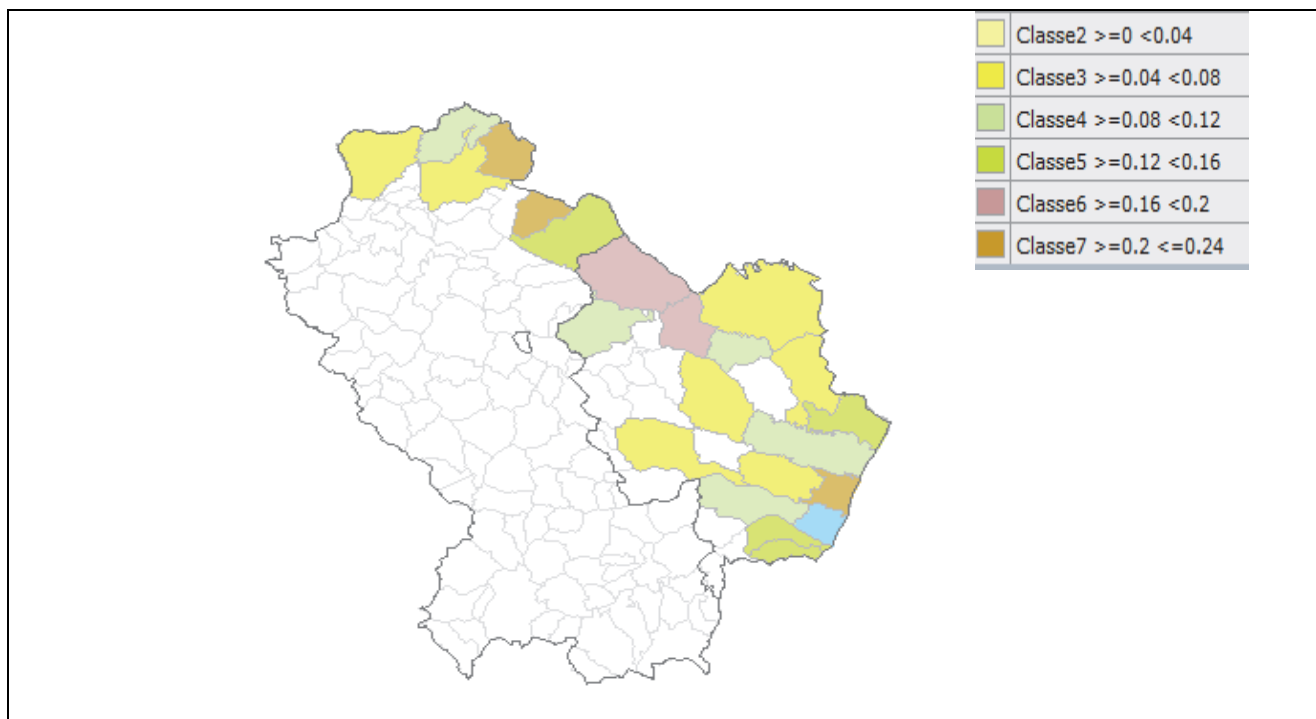 Classe2 >=0 <0.04
Classe3 >=0.04 <0.08
Classe4 >=0.08 <0.12
Classe5 >=0.12 <0.16
Classe6 >=0.16 <0.2
Classe7 >=0.2 <=0.24